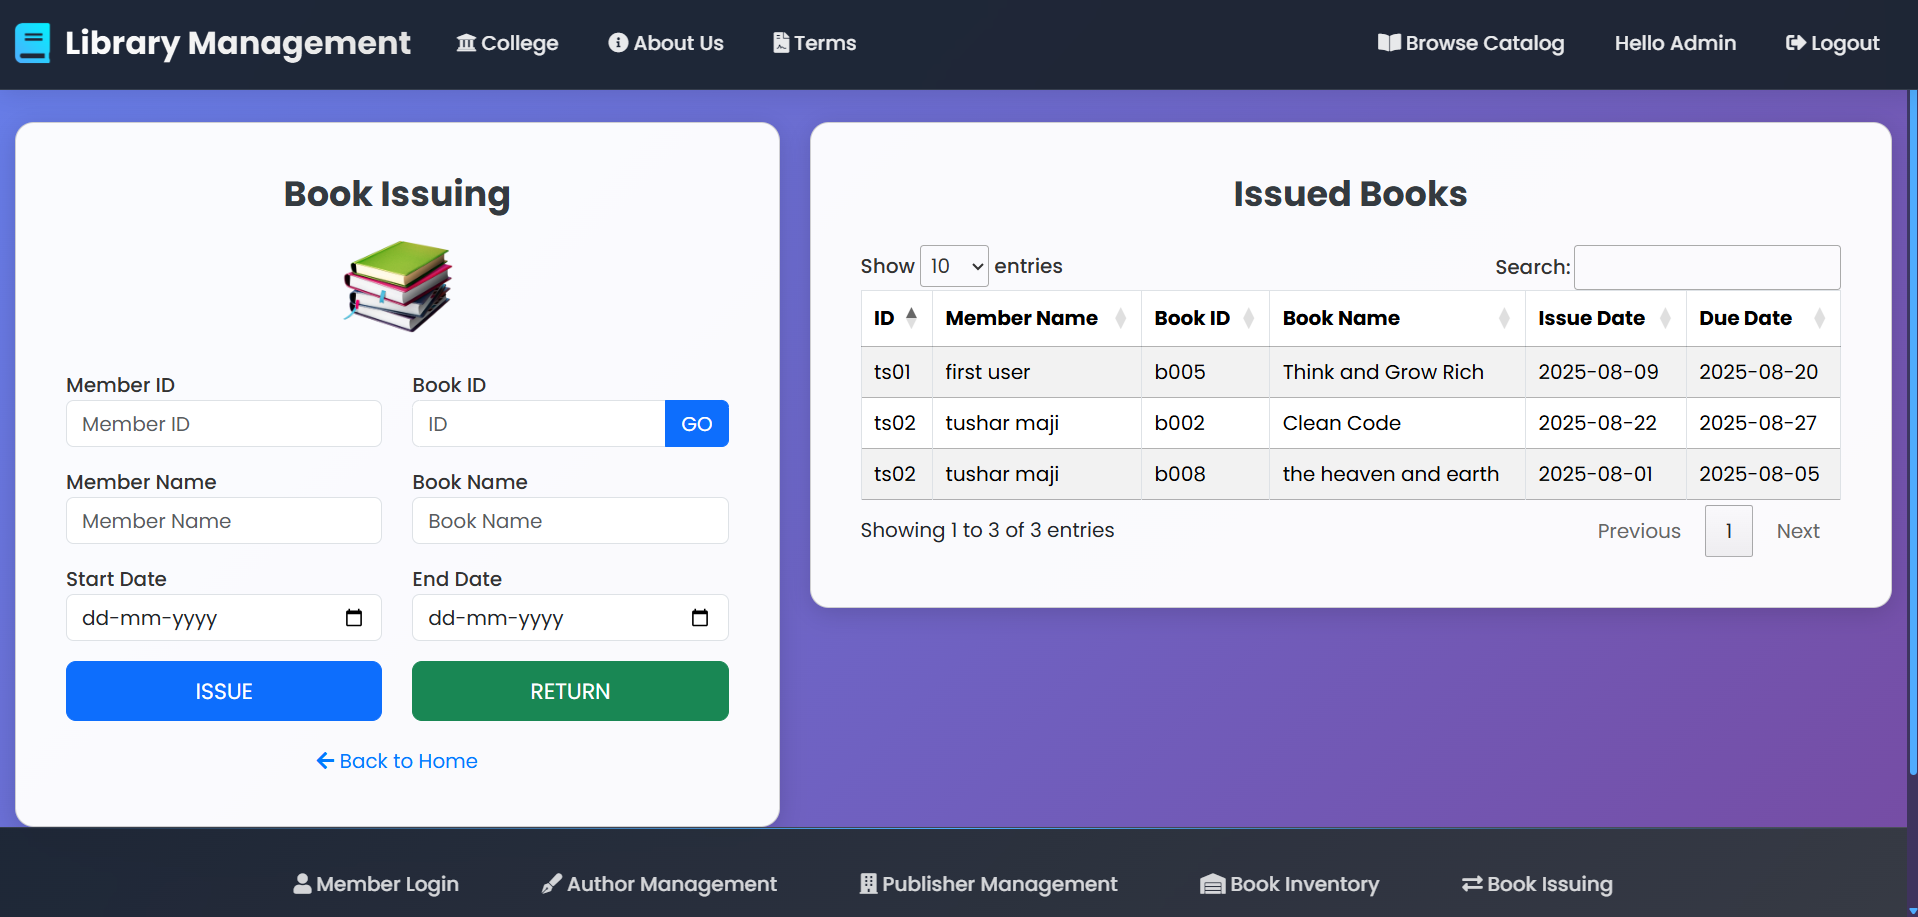 Library Management College About Us Terms Browse Catalog Hello Admin Logout
Book Issuing
Member ID Book ID
Member ID ID GO
Member Name Book Name
Member Name Book Name
Start Date End Date
dd-mm-yyyy dd-mm-yyyy
ISSUE RETURN
Back to Home
Issued Books
Show 10 entries Search:
ID Member Name Book ID Book Name Issue Date Due Date
ts01 first user b005 Think and Grow Rich 2025-08-09 2025-08-20
ts02 tushar maji b002 Clean Code 2025-08-22 2025-08-27
ts02 tushar maji b008 the heaven and earth 2025-08-01 2025-08-05
Showing 1 to 3 of 3 entries Previous 1 Next
Member Login Author Management Publisher Management Book Inventory Book Issuing